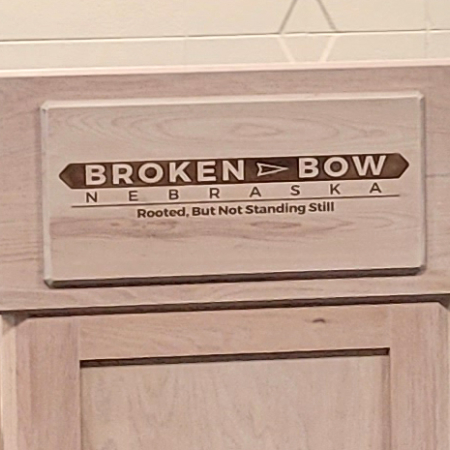 BROKEN BOW
NEBRASKA
Rooted, But Not Standing Still